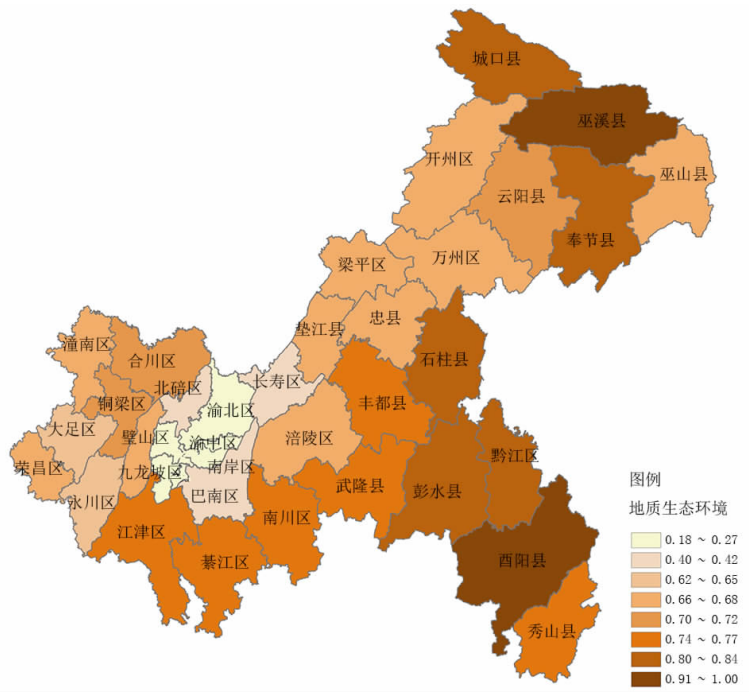 城口县
巫溪县
开州区
巫山县
云阳县
奉节县
梁平区
万州区
忠县
垫江县
潼南区
合川区
石柱县
北碚区
长寿区
铜梁区
丰都县
渝北区
大足区
璧山区
渝中区
涪陵区
黔江区
荣昌区
九龙坡区
南岸区
武隆县
彭水县
永川区
巴南区
南川区
江津区
綦江区
酉阳县
秀山县
图例
地质生态环境
0.18 ~ 0.27
0.40 ~ 0.42
0.62 ~ 0.65
0.66 ~ 0.68
0.70 ~ 0.72
0.74 ~ 0.77
0.80 ~ 0.84
0.91 ~ 1.00